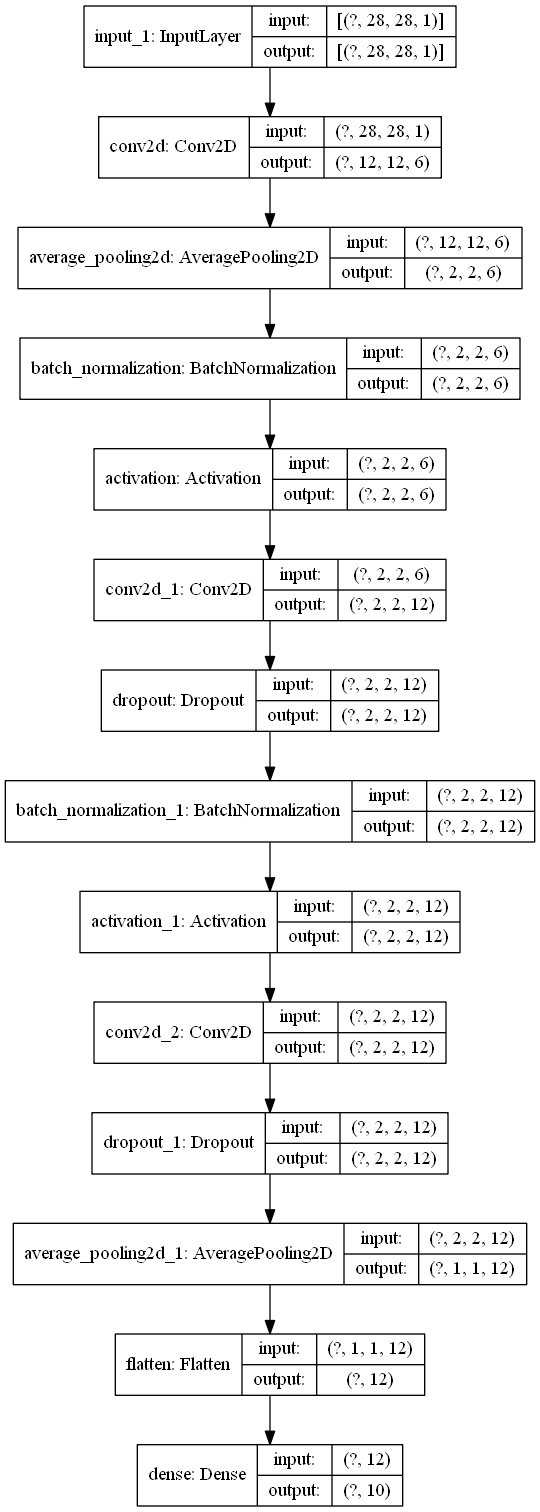 input_1: InputLayer
input: [(?, 28, 28, 1)]
output: [(?, 28, 28, 1)]
conv2d: Conv2D
input: (?, 28, 28, 1)
output: (?, 12, 12, 6)
average_pooling2d: AveragePooling2D
input: (?, 12, 12, 6)
output: (?, 2, 2, 6)
batch_normalization: BatchNormalization
input: (?, 2, 2, 6)
output: (?, 2, 2, 6)
activation: Activation
input: (?, 2, 2, 6)
output: (?, 2, 2, 6)
conv2d_1: Conv2D
input: (?, 2, 2, 6)
output: (?, 2, 2, 12)
dropout: Dropout
input: (?, 2, 2, 12)
output: (?, 2, 2, 12)
batch_normalization_1: BatchNormalization
input: (?, 2, 2, 12)
output: (?, 2, 2, 12)
activation_1: Activation
input: (?, 2, 2, 12)
output: (?, 2, 2, 12)
conv2d_2: Conv2D
input: (?, 2, 2, 12)
output: (?, 2, 2, 12)
dropout_1: Dropout
input: (?, 2, 2, 12)
output: (?, 2, 2, 12)
average_pooling2d_1: AveragePooling2D
input: (?, 2, 2, 12)
output: (?, 1, 1, 12)
flatten: Flatten
input: (?, 1, 1, 12)
output: (?, 12)
dense: Dense
input: (?, 12)
output: (?, 10)